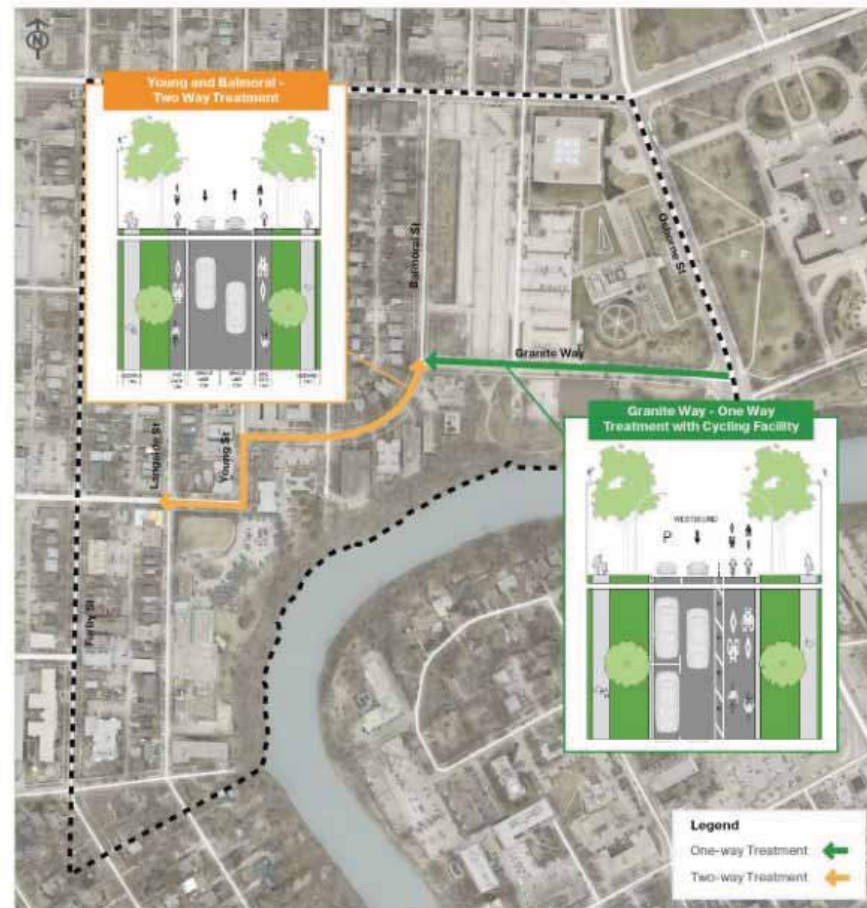 N
Young and Balmoral -
Two Way Treatment
Balmoral St
Osborne St
Granite Way
Langside St
Young St
Furby St
Granite Way - One Way
Treatment with Cycling Facility
WESTBOUND
P
Legend
One-way Treatment
Two-way Treatment